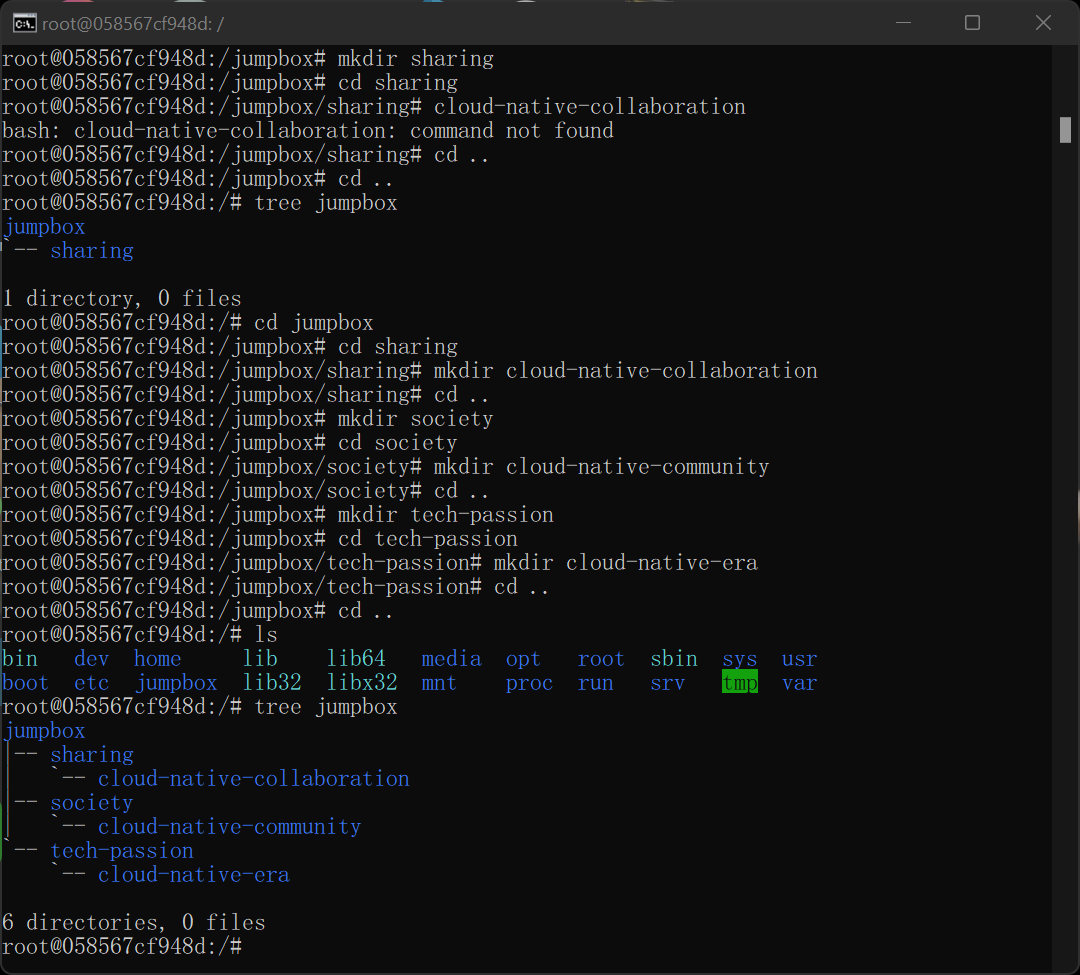 root@058567cf948d: /
root@058567cf948d:/jumpbox# mkdir sharing
root@058567cf948d:/jumpbox# cd sharing
root@058567cf948d:/jumpbox/sharing# cloud-native-collaboration
bash: cloud-native-collaboration: command not found
root@058567cf948d:/jumpbox/sharing# cd ..
root@058567cf948d:/jumpbox# cd ..
root@058567cf948d:/# tree jumpbox
jumpbox
`-- sharing

1 directory, 0 files
root@058567cf948d:/# cd jumpbox
root@058567cf948d:/jumpbox# cd sharing
root@058567cf948d:/jumpbox/sharing# mkdir cloud-native-collaboration
root@058567cf948d:/jumpbox/sharing# cd ..
root@058567cf948d:/jumpbox# mkdir society
root@058567cf948d:/jumpbox# cd society
root@058567cf948d:/jumpbox/society# mkdir cloud-native-community
root@058567cf948d:/jumpbox/society# cd ..
root@058567cf948d:/jumpbox# mkdir tech-passion
root@058567cf948d:/jumpbox# cd tech-passion
root@058567cf948d:/jumpbox/tech-passion# mkdir cloud-native-era
root@058567cf948d:/jumpbox/tech-passion# cd ..
root@058567cf948d:/jumpbox# cd ..
root@058567cf948d:/# ls
bin   dev  home     lib    lib64   media  opt   root  sbin  sys  usr
boot  etc  jumpbox  lib32  libx32  mnt    proc  run   srv   tmp  var
root@058567cf948d:/# tree jumpbox
jumpbox
|-- sharing
|   `-- cloud-native-collaboration
|-- society
|   `-- cloud-native-community
`-- tech-passion
    `-- cloud-native-era

6 directories, 0 files
root@058567cf948d:/#